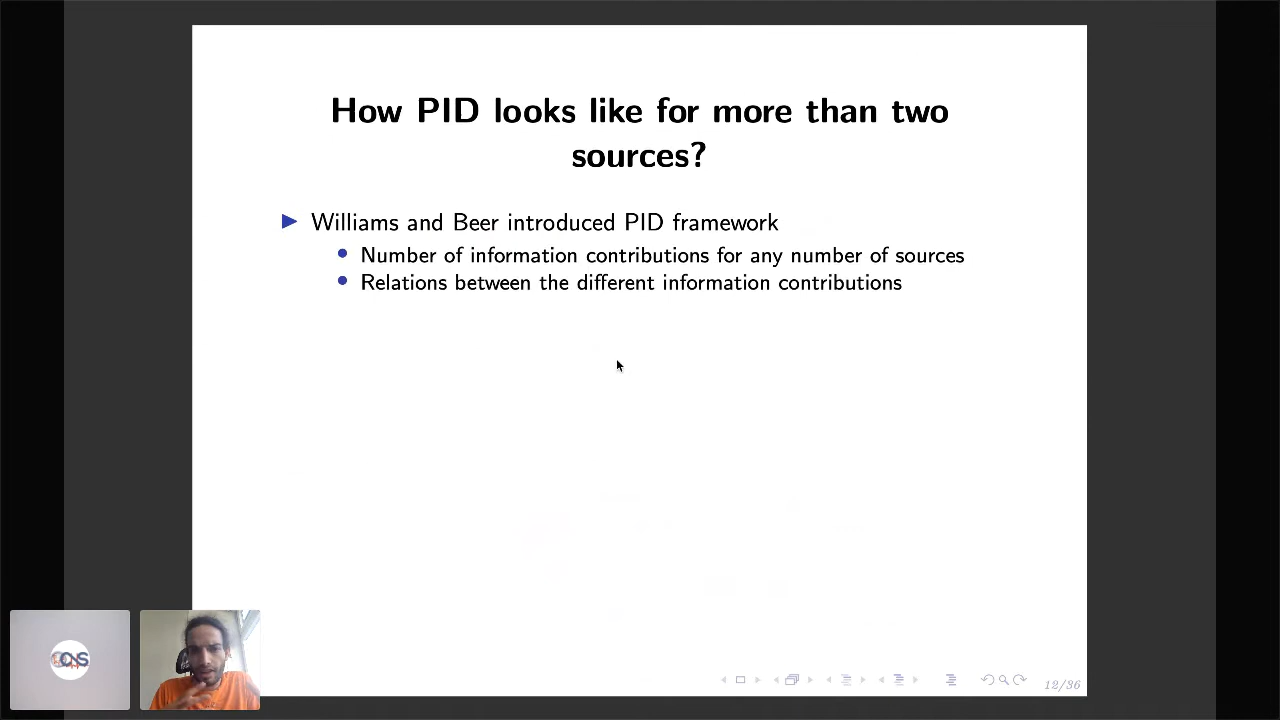 How PID looks like for more than two
sources?
Williams and Beer introduced PID framework
Number of information contributions for any number of sources
Relations between the different information contributions
12/36